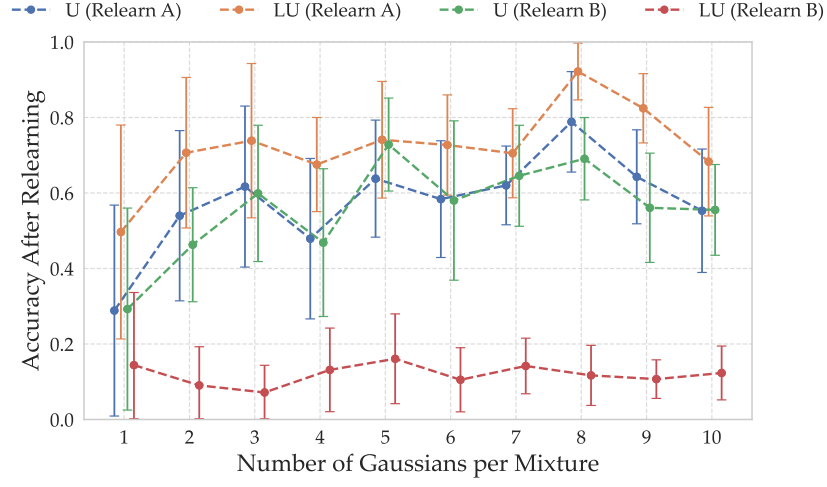 U (Relearn A) LU (Relearn A) U (Relearn B) LU (Relearn B)
1.0
0.8
0.6
0.4
0.2
0.0
Accuracy After Relearning
1 2 3 4 5 6 7 8 9 10
Number of Gaussians per Mixture